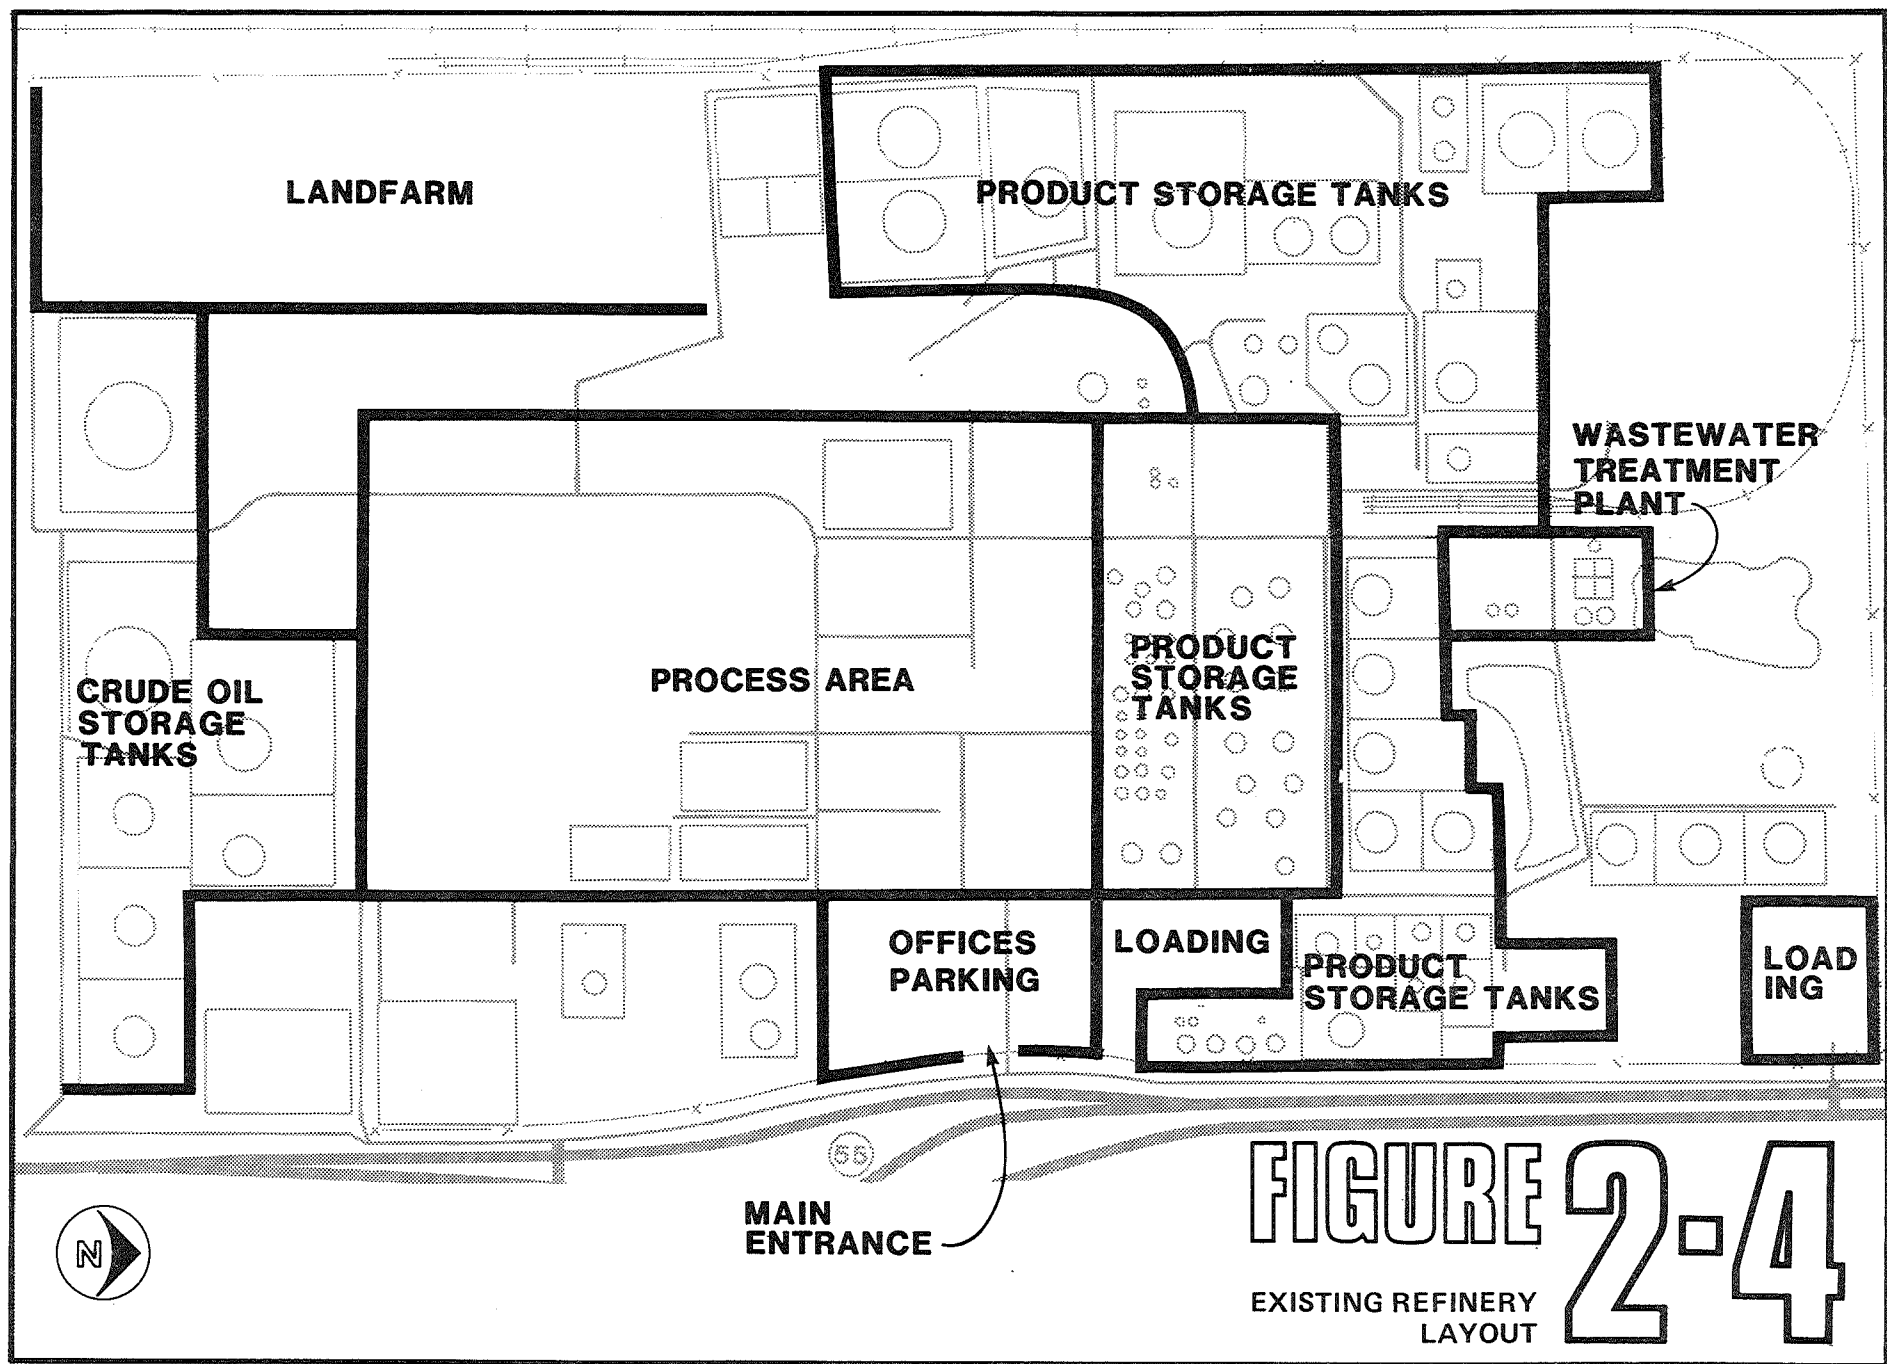 LANDFARM
PRODUCT STORAGE TANKS
WASTEWATER
TREATMENT
PLANT
CRUDE OIL
STORAGE
TANKS
PROCESS AREA
PRODUCT
STORAGE
TANKS
OFFICES
PARKING
LOADING
PRODUCT
STORAGE TANKS
LOAD
ING
55
MAIN
ENTRANCE
N
FIGURE 2-4
EXISTING REFINERY
LAYOUT